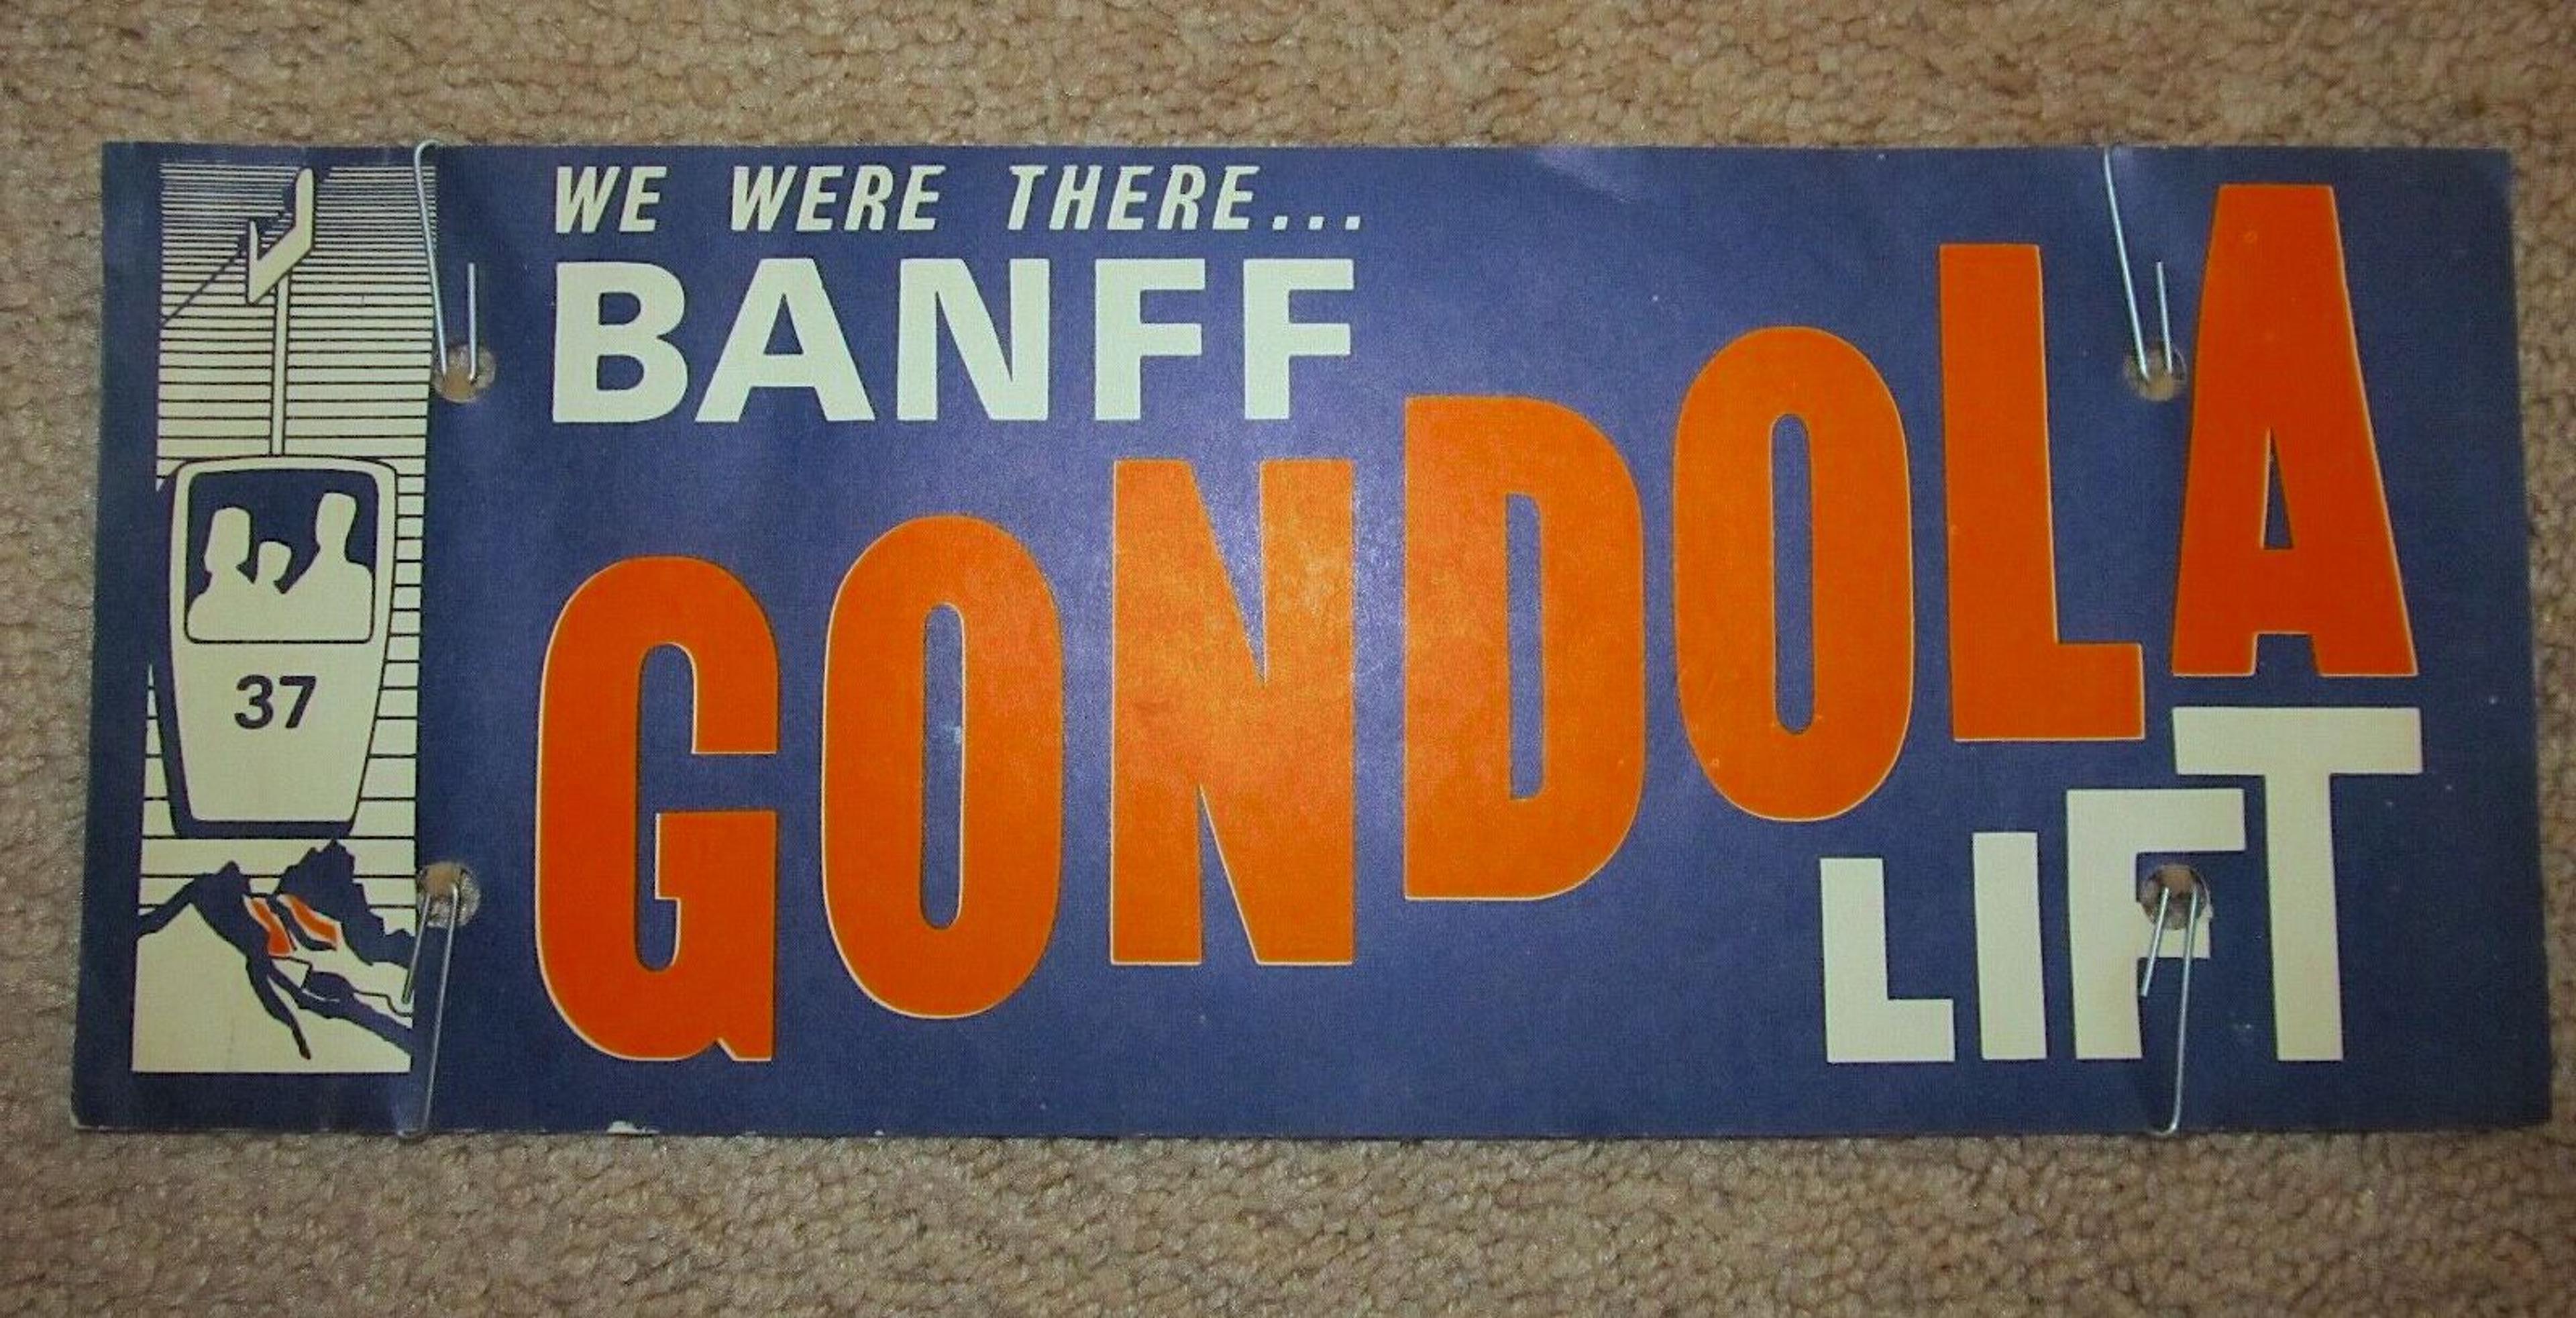 WE WERE THERE...
BANFF
GONDOLA
LIFT
37